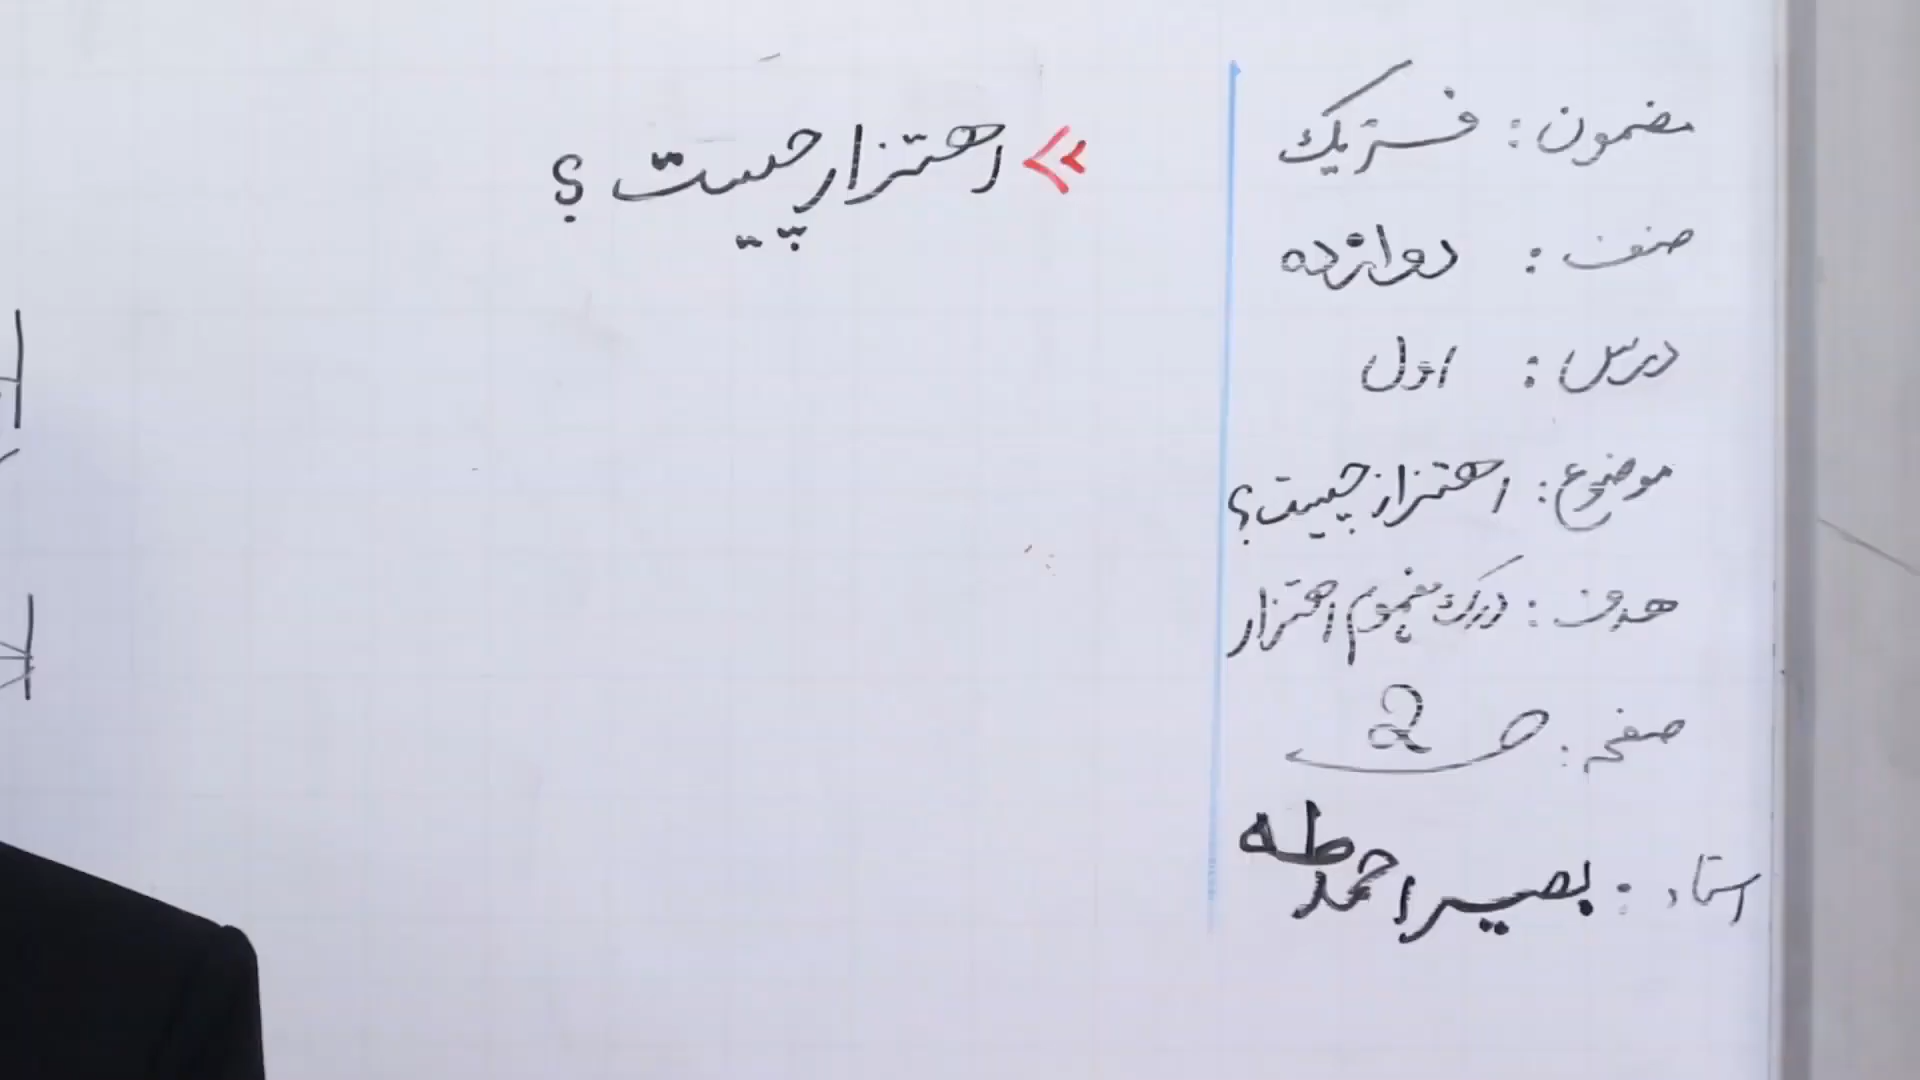 مضمون : فزیک
صنف : دوازده
درس : اول
موضوع : اهتزاز چیست؟
هدف : درک مفهوم اهتزاز
صفحه : ص 2
استاد : بصیر احمد طه
» اهتزاز چیست ؟